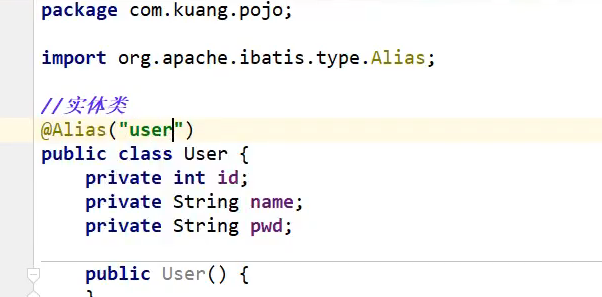 package com.kuang.pojo;
import org.apache.ibatis.type.Alias;
//实体类
@Alias("user")
public class User {
private int id;
private String name;
private String pwd;
public User() {
}